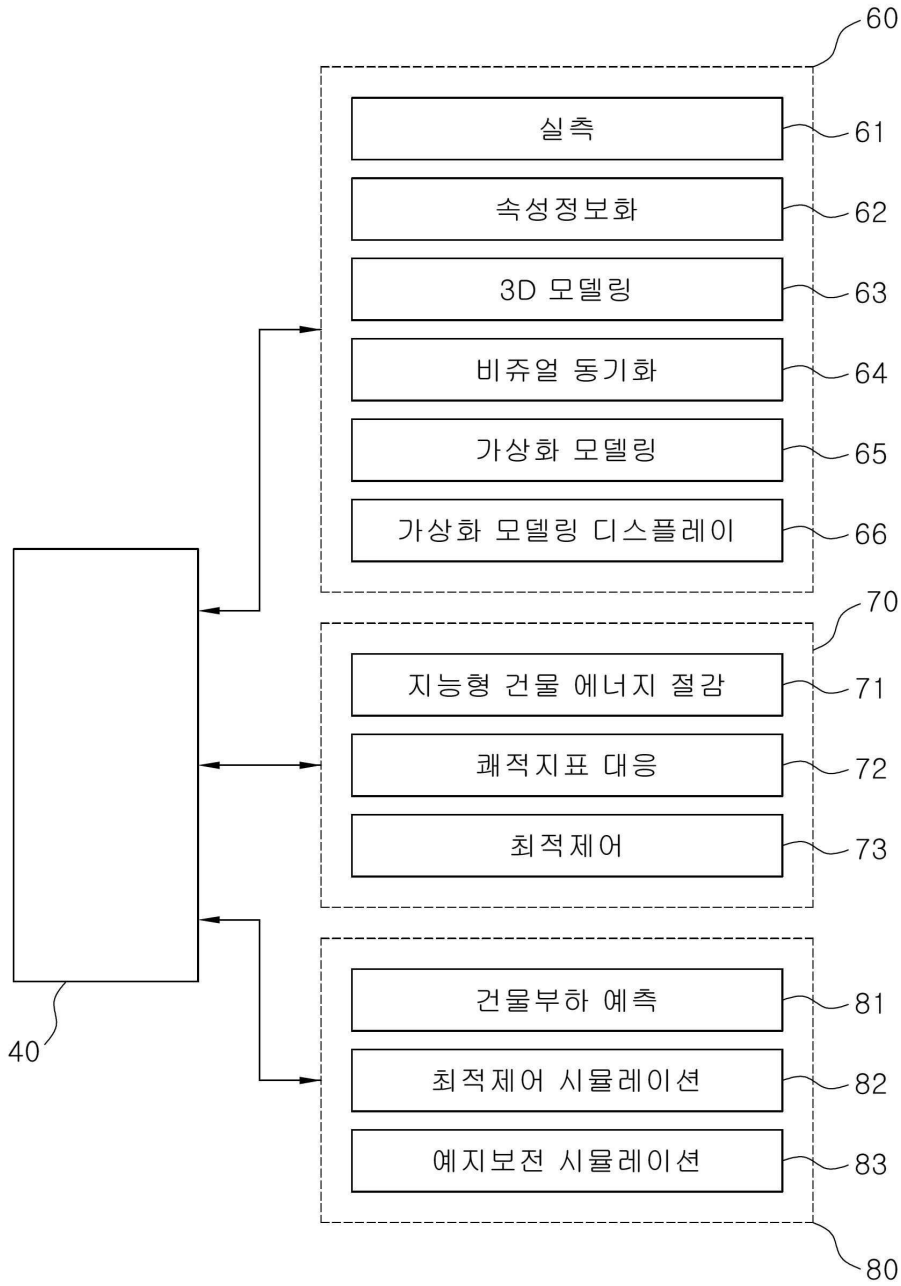 60
실측
61
속성정보화
62
3D 모델링
63
비쥬얼 동기화
64
가상화 모델링
65
가상화 모델링 디스플레이
66
70
지능형 건물 에너지 절감
71
쾌적지표 대응
72
최적제어
73
40
건물부하 예측
81
최적제어 시뮬레이션
82
예지보전 시뮬레이션
83
80